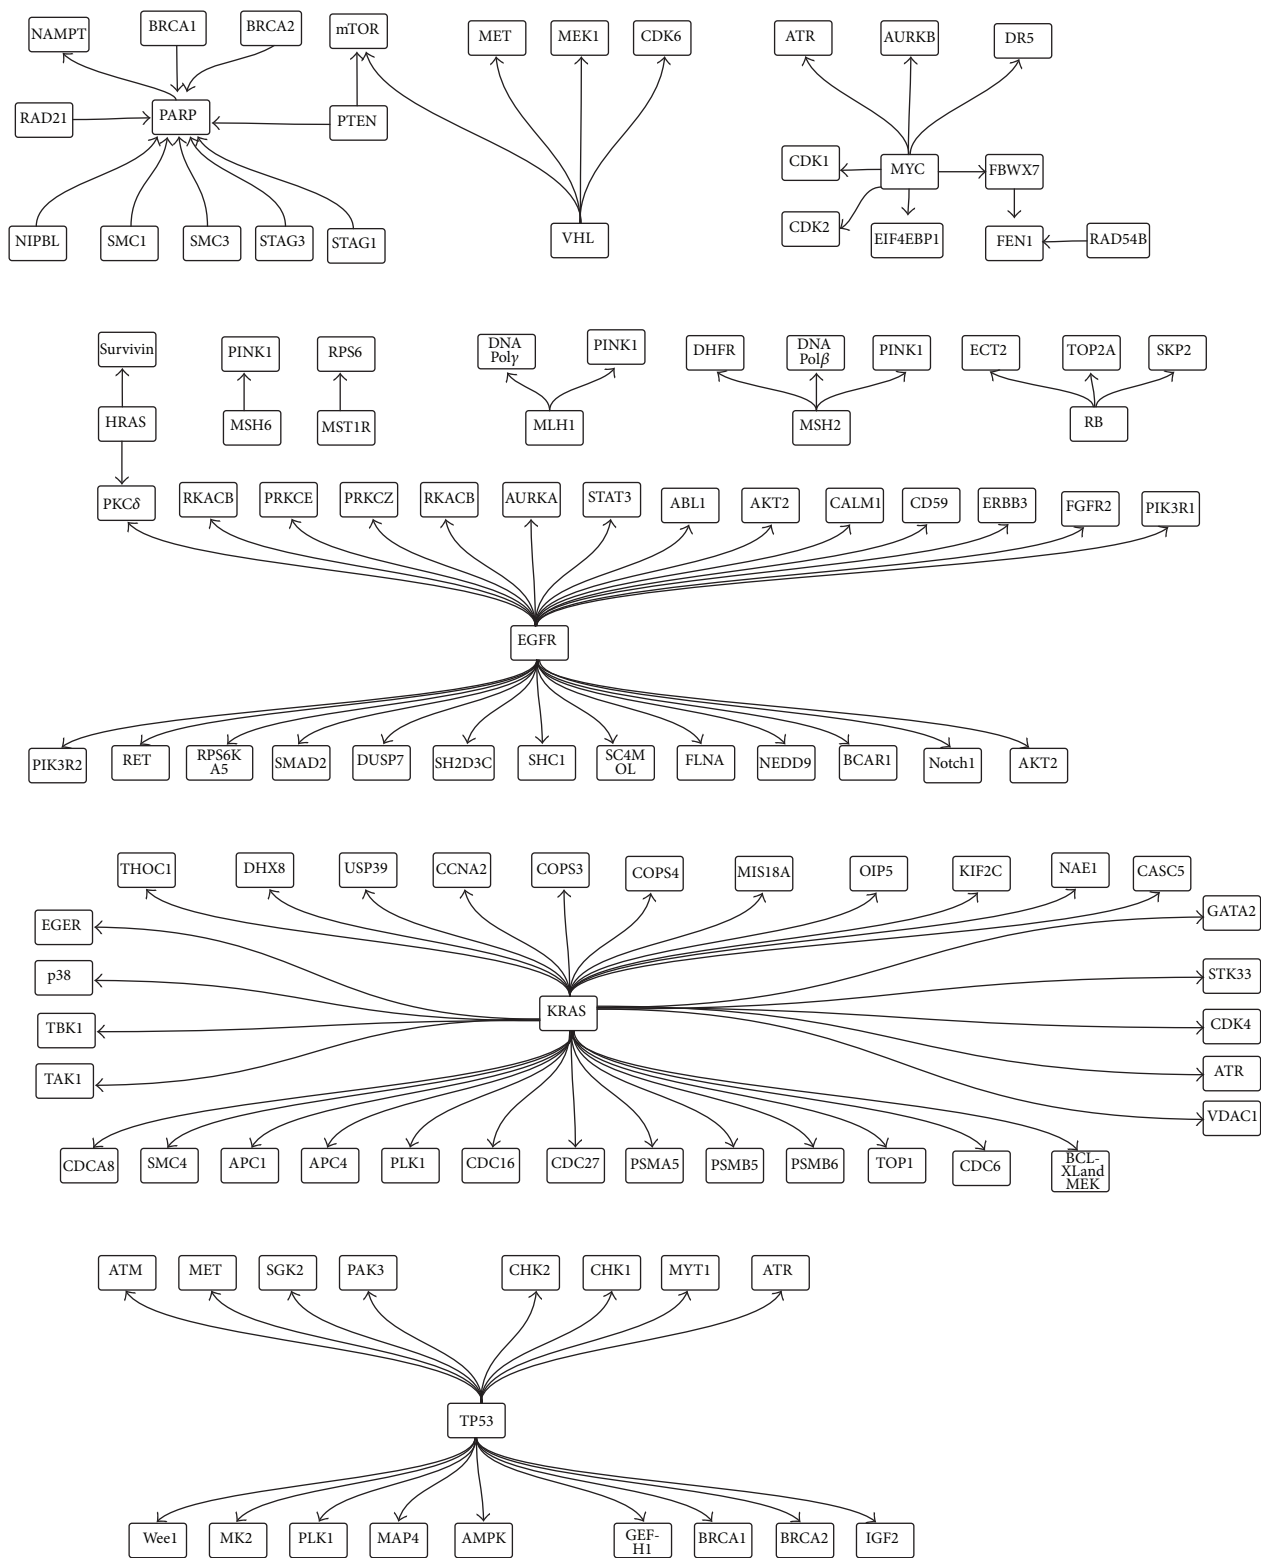 NAMPT
BRCA1
BRCA2
mTOR
MET
MEK1
CDK6
ATR
AURKB
DR5
RAD21
PARP
PTEN
CDK1
MYC
FBWX7
NIPBL
SMC1
SMC3
STAG3
STAG1
VHL
CDK2
EIF4EBP1
FEN1
RAD54B
Survivin
PINK1
RPS6
DNA
Polγ
PINK1
DHFR
DNA
Polβ
PINK1
ECT2
TOP2A
SKP2
HRAS
MSH6
MST1R
MLH1
MSH2
RB
PKCδ
RKACB
PRKCE
PRKCZ
RKACB
AURKA
STAT3
ABL1
AKT2
CALM1
CD59
ERBB3
FGFR2
PIK3R1
EGFR
PIK3R2
RET
RPS6K
A5
SMAD2
DUSP7
SH2D3C
SHC1
SC4M
OL
FLNA
NEDD9
BCAR1
Notch1
AKT2
THOC1
DHX8
USP39
CCNA2
COPS3
COPS4
MIS18A
OIP5
KIF2C
NAE1
CASC5
EGER
GATA2
p38
STK33
TBK1
KRAS
CDK4
TAK1
ATR
VDAC1
CDCA8
SMC4
APC1
APC4
PLK1
CDC16
CDC27
PSMA5
PSMB5
PSMB6
TOP1
CDC6
BCL-
XLand
MEK
ATM
MET
SGK2
PAK3
CHK2
CHK1
MYT1
ATR
TP53
Wee1
MK2
PLK1
MAP4
AMPK
GEF-
H1
BRCA1
BRCA2
IGF2